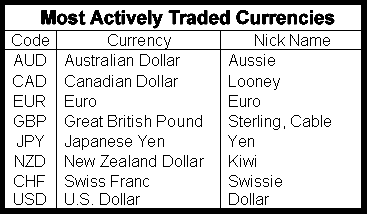 Most Actively Traded Currencies
Code Currency Nick Name
AUD Australian Dollar Aussie
CAD Canadian Dollar Looney
EUR Euro Euro
GBP Great British Pound Sterling, Cable
JPY Japanese Yen Yen
NZD New Zealand Dollar Kiwi
CHF Swiss Franc Swissie
USD U.S. Dollar Dollar